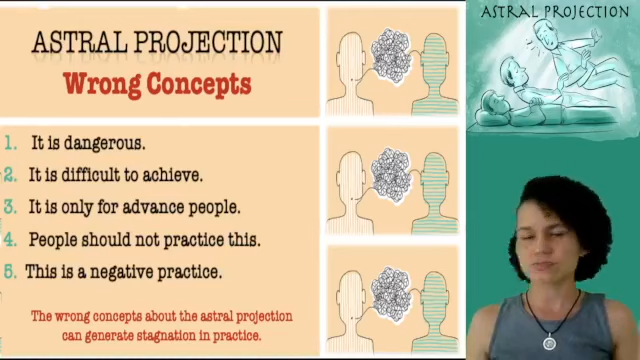 ASTRAL PROJECTION
Wrong Concepts
1. It is dangerous.
2. It is difficult to achieve.
3. It is only for advance people.
4. People should not practice this.
5. This is a negative practice.
The wrong concepts about the astral projection
can generate stagnation in practice.
ASTRAL PROJECTION